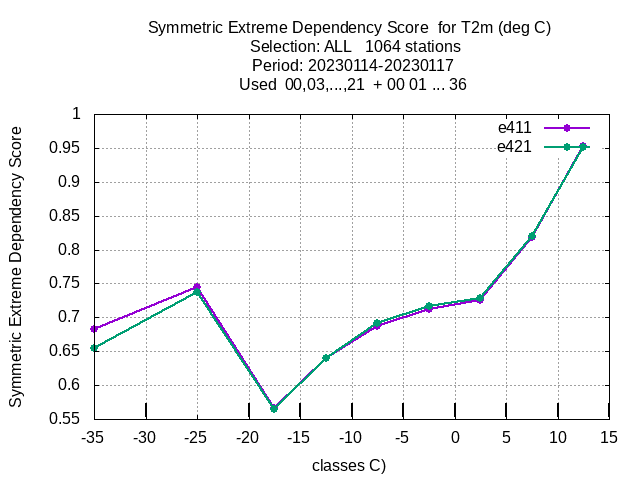 Symmetric Extreme Dependency Score  for T2m (deg C)
Selection: ALL   1064 stations
Period: 20230114-20230117
Used  00,03,...,21  + 00 01 ... 36
Symmetric Extreme Dependency Score
1
0.95
0.9
0.85
0.8
0.75
0.7
0.65
0.6
0.55
e411
e421
-35 -30 -25 -20 -15 -10 -5 0 5 10 15
classes C)